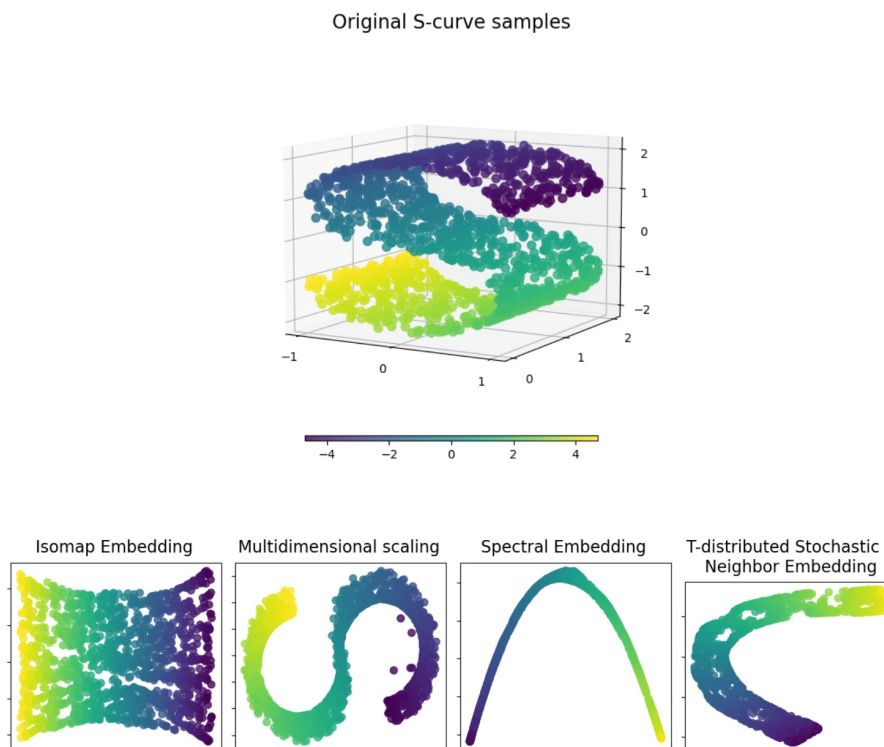 Original S-curve samples
2
1
0
−1
−2
−1
0
1
0
1
2
−4 −2 0 2 4
Isomap Embedding
Multidimensional scaling
Spectral Embedding
T-distributed Stochastic
Neighbor Embedding